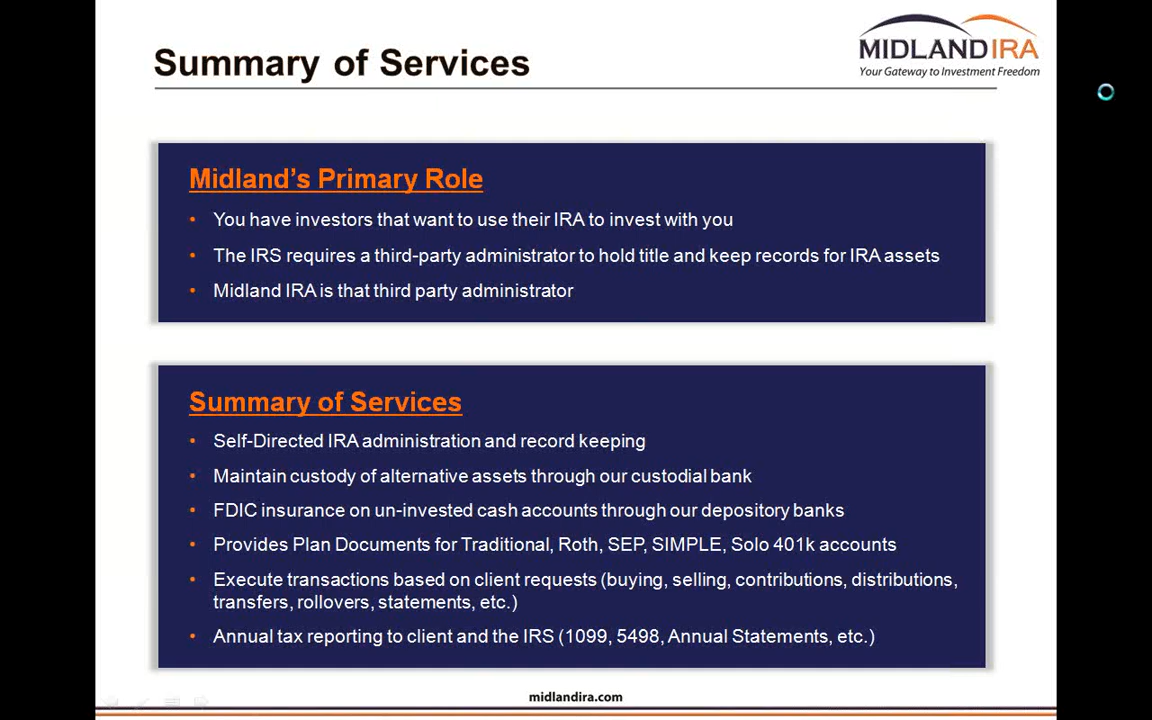 Summary of Services
MIDLANDIRA
Your Gateway to Investment Freedom
Midland's Primary Role
• You have investors that want to use their IRA to invest with you
• The IRS requires a third-party administrator to hold title and keep records for IRA assets
• Midland IRA is that third party administrator
Summary of Services
• Self-Directed IRA administration and record keeping
• Maintain custody of alternative assets through our custodial bank
• FDIC insurance on un-invested cash accounts through our depository banks
• Provides Plan Documents for Traditional, Roth, SEP, SIMPLE, Solo 401k accounts
• Execute transactions based on client requests (buying, selling, contributions, distributions,
transfers, rollovers, statements, etc.)
• Annual tax reporting to client and the IRS (1099, 5498, Annual Statements, etc.)
midlandira.com